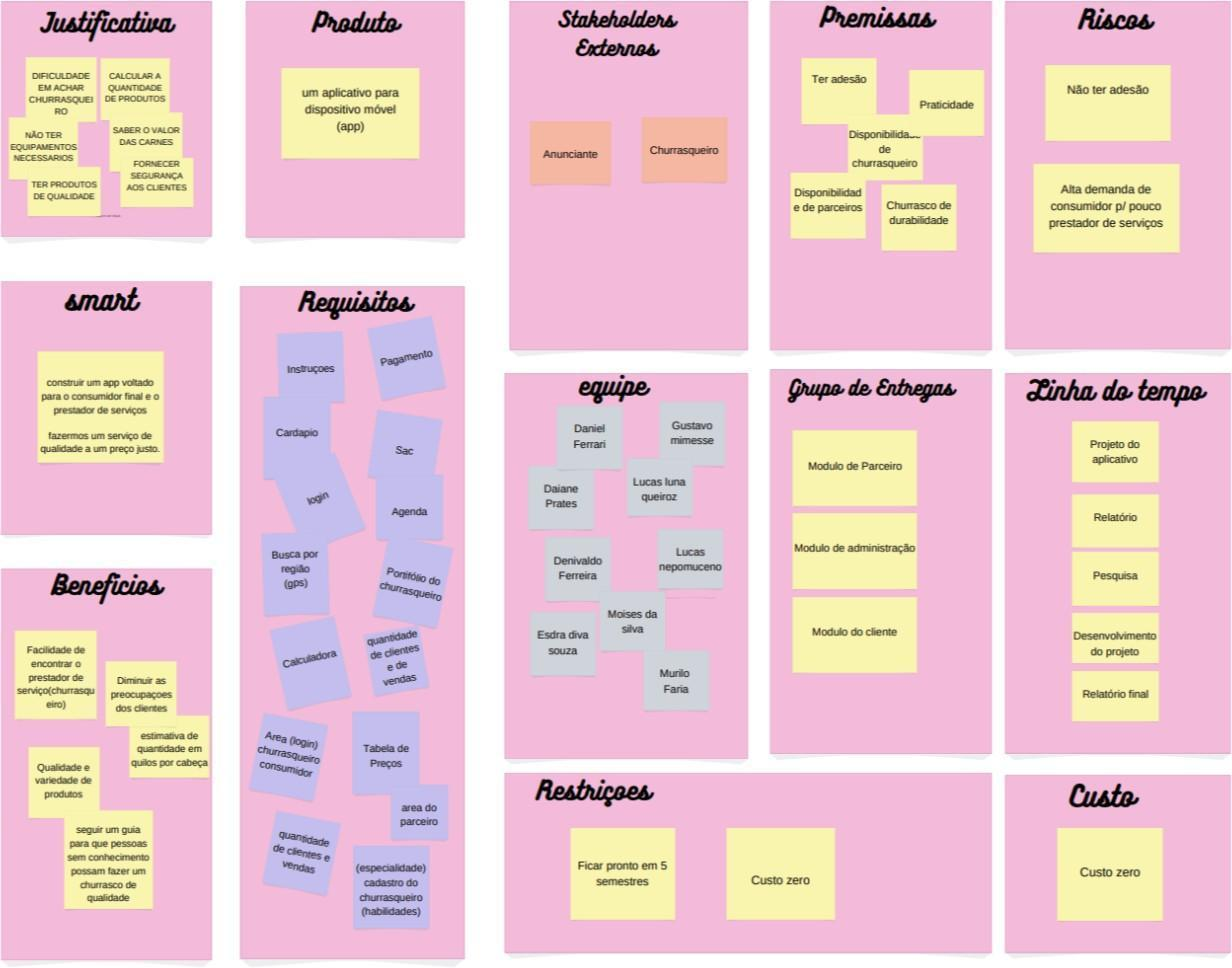 Justificativa
DIFICULDADE
EM ACHAR
CHURRASQUEI
RO
CALCULAR A
QUANTIDADE
DE PRODUTOS
NÃO TER
EQUIPAMENTOS
NECESSARIOS
SABER O VALOR
DAS CARNES
FORNECER
SEGURANÇA
AOS CLIENTES
TER PRODUTOS
DE QUALIDADE
Produto
um aplicativo para
dispositivo móvel
(app)
Stakeholders
Externos
Anunciante
Churrasqueiro
Premissas
Ter adesão
Praticidade
Disponibilidade
de
churrasqueiro
Disponibilidad
e de parceiros
Churrasco de
durabilidade
Riscos
Não ter adesão
Alta demanda de
consumidor p/ pouco
prestador de serviços
smart
construir um app voltado
para o consumidor final e o
prestador de serviços
fazermos um serviço de
qualidade a um preço justo.
Requisitos
Instruçoes
Pagamento
Cardapio
Sac
login
Agenda
Busca por
região
(gps)
Portifólio do
churrasqueiro
Calculadora
quantidade
de clientes
e de
vendas
Area (login)
churrasqueiro
consumidor
Tabela de
Preços
area do
parceiro
quantidade
de clientes e
vendas
(especialidade)
cadastro do
churrasqueiro
(habilidades)
equipe
Daniel
Ferrari
Gustavo
mimesse
Daiane
Prates
Lucas luna
queiroz
Denivaldo
Ferreira
Lucas
nepomuceno
Moises da
silva
Esdra diva
souza
Murilo
Faria
Grupo de Entregas
Modulo de Parceiro
Modulo de administração
Modulo do cliente
Linha do tempo
Projeto do
aplicativo
Relatório
Pesquisa
Desenvolvimento
do projeto
Relatório final
Beneficios
Facilidade de
encontrar o
prestador de
serviço(churrasqu
eiro)
Diminuir as
preocupaçoes
dos clientes
estimativa de
quantidade em
quilos por cabeça
Qualidade e
variedade de
produtos
seguir um guia
para que pessoas
sem conhecimento
possam fazer um
churrasco de
qualidade
Restriçoes
Ficar pronto em 5
semestres
Custo zero
Custo
Custo zero